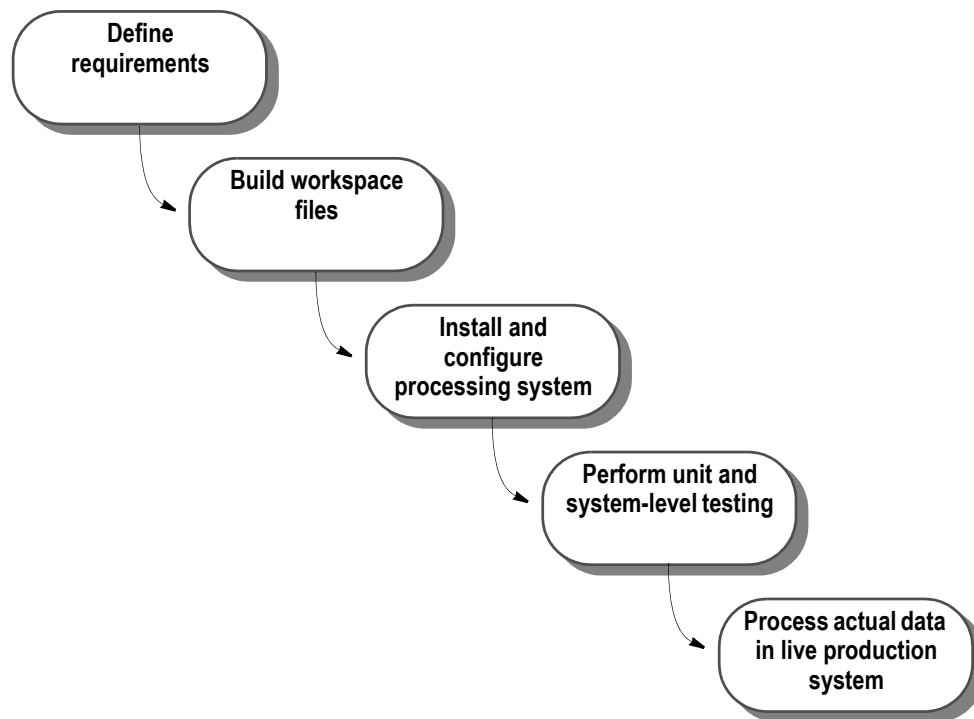 Define
requirements
Build workspace
files
Install and
configure
processing system
Perform unit and
system-level testing
Process actual data
in live production
system